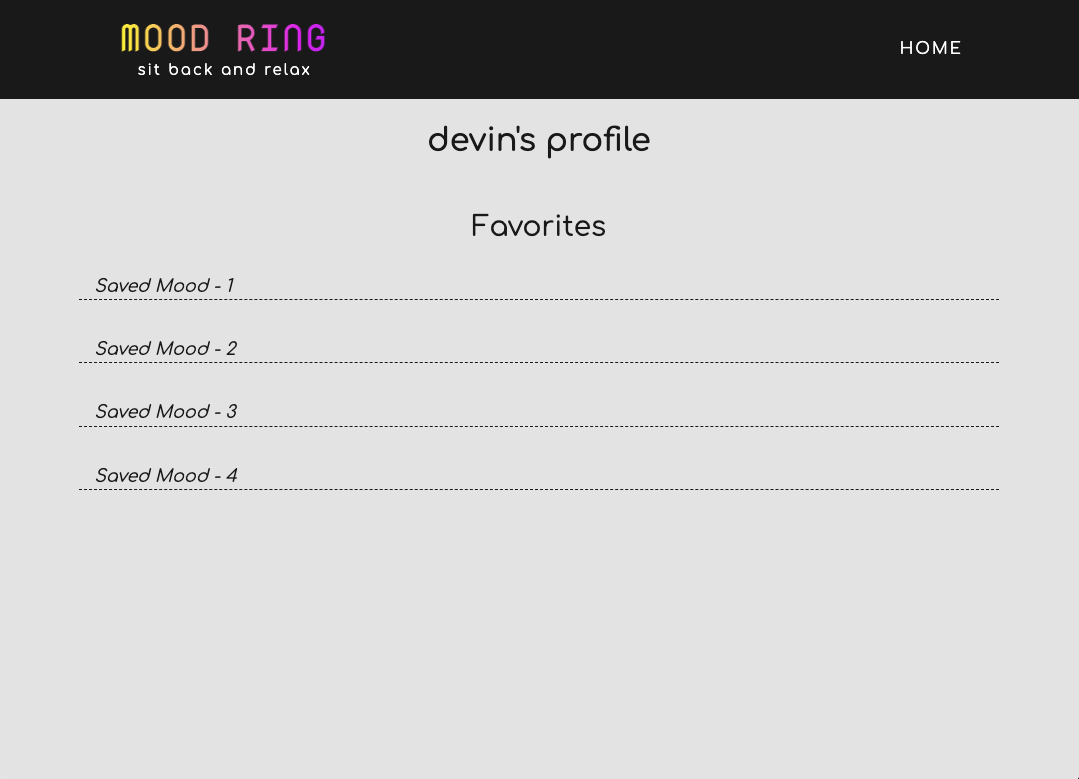 MOOD RING
sit back and relax
HOME
devin's profile
Favorites
Saved Mood - 1
Saved Mood - 2
Saved Mood - 3
Saved Mood - 4